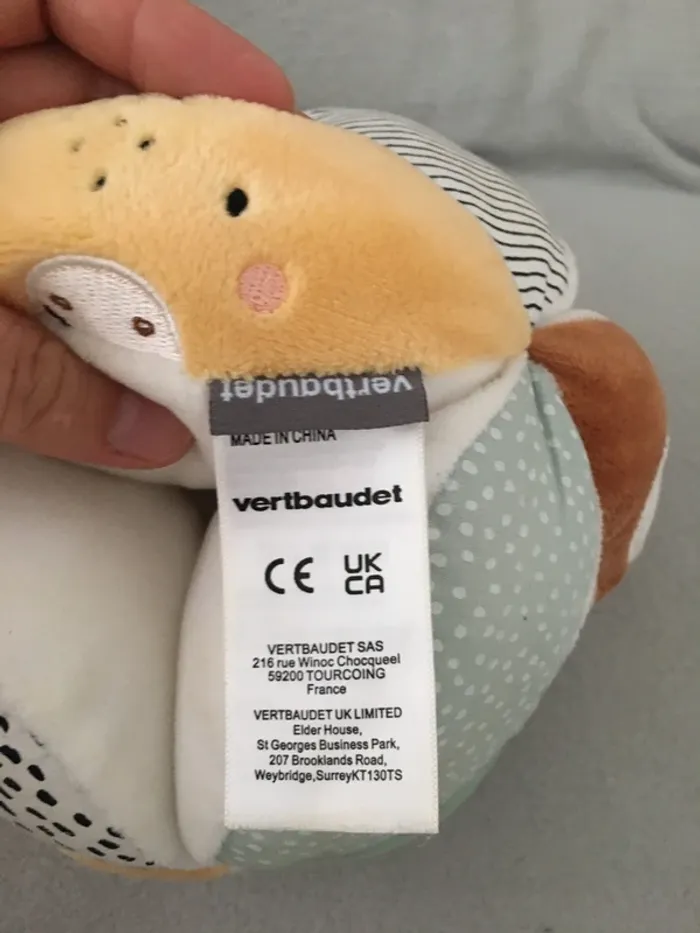 vertbaudet
MADE IN CHINA
vertbaudet
CE UK
CA
VERTBAUDET SAS
216 rue Winoc Chocqueel
59200 TOURCOING
France
VERTBAUDET UK LIMITED
Elder House,
St Georges Business Park,
207 Brooklands Road,
Weybridge,SurreyKT130TS